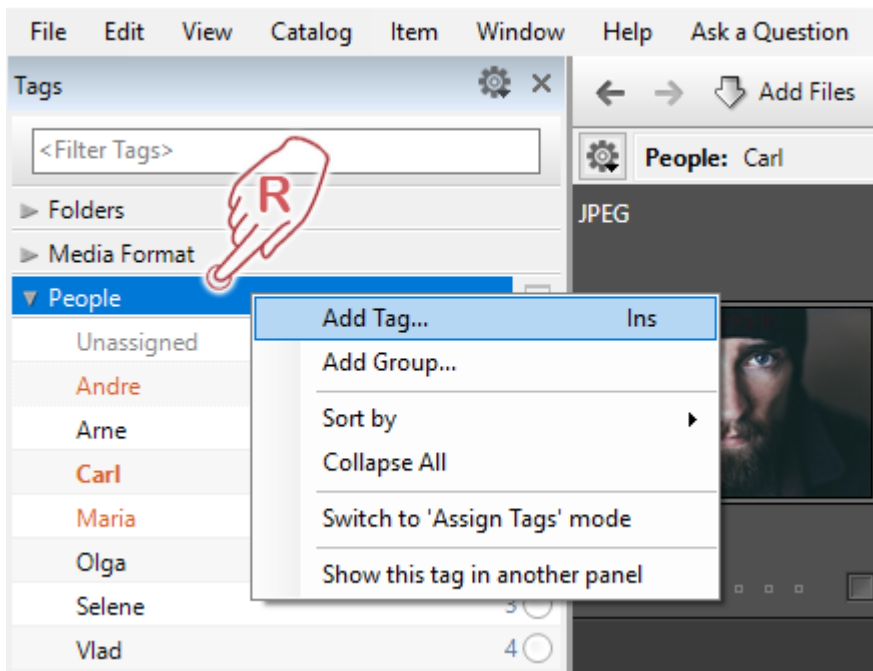 File Edit View Catalog Item Window Help Ask a Question
Tags
Add Files
<Filter Tags>
People: Carl
R
Folders
JPEG
Media Format
People
Add Tag... Ins
Unassigned
Add Group...
Andre
Sort by
Arne
Collapse All
Carl
Switch to 'Assign Tags' mode
Maria
Show this tag in another panel
Olga
Selene 3
Vlad 4